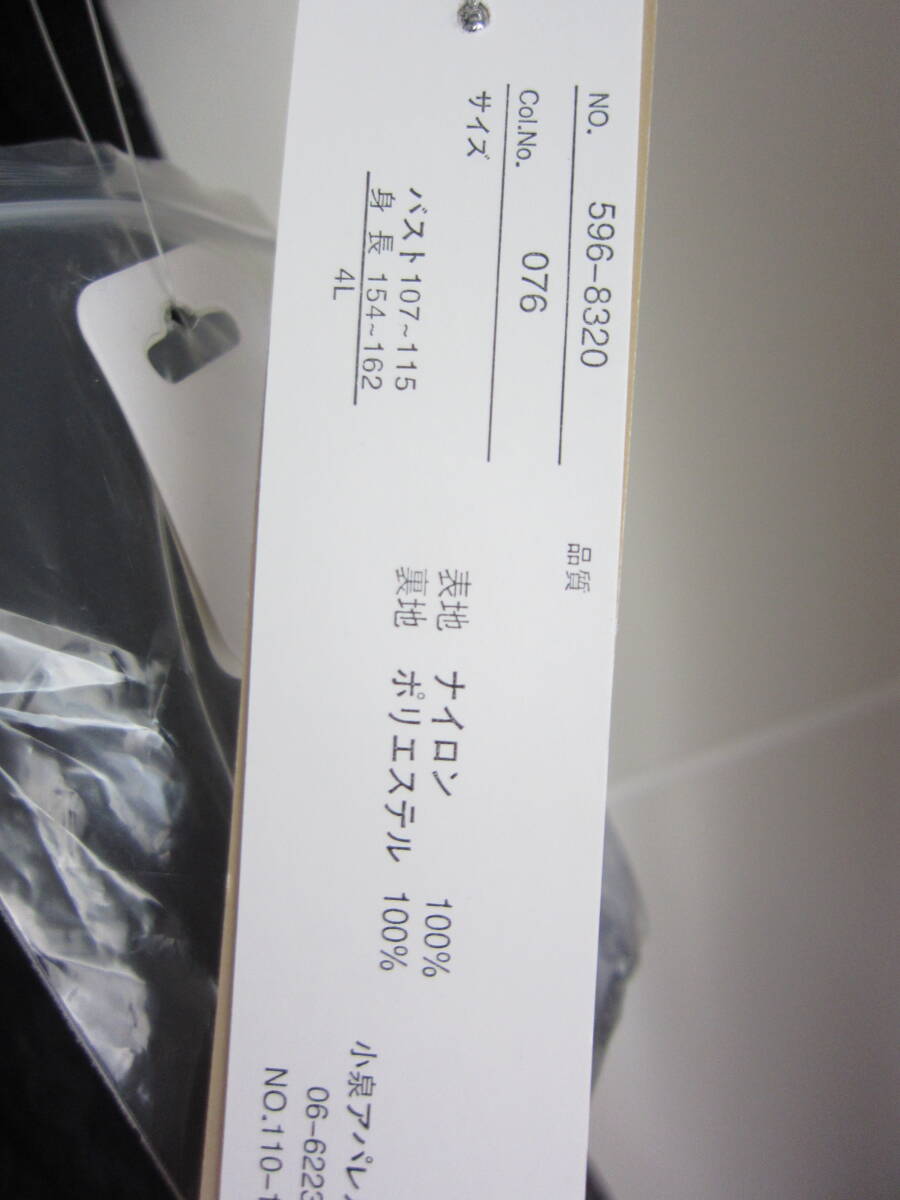 NO. 596-8320
Col.No. 076
サイズ
バスト 107~115
身長 154~162
4L
品質
表地 ナイロン 100%
裏地 ポリエステル 100%
小泉アパレ
06-6223
NO.110-1